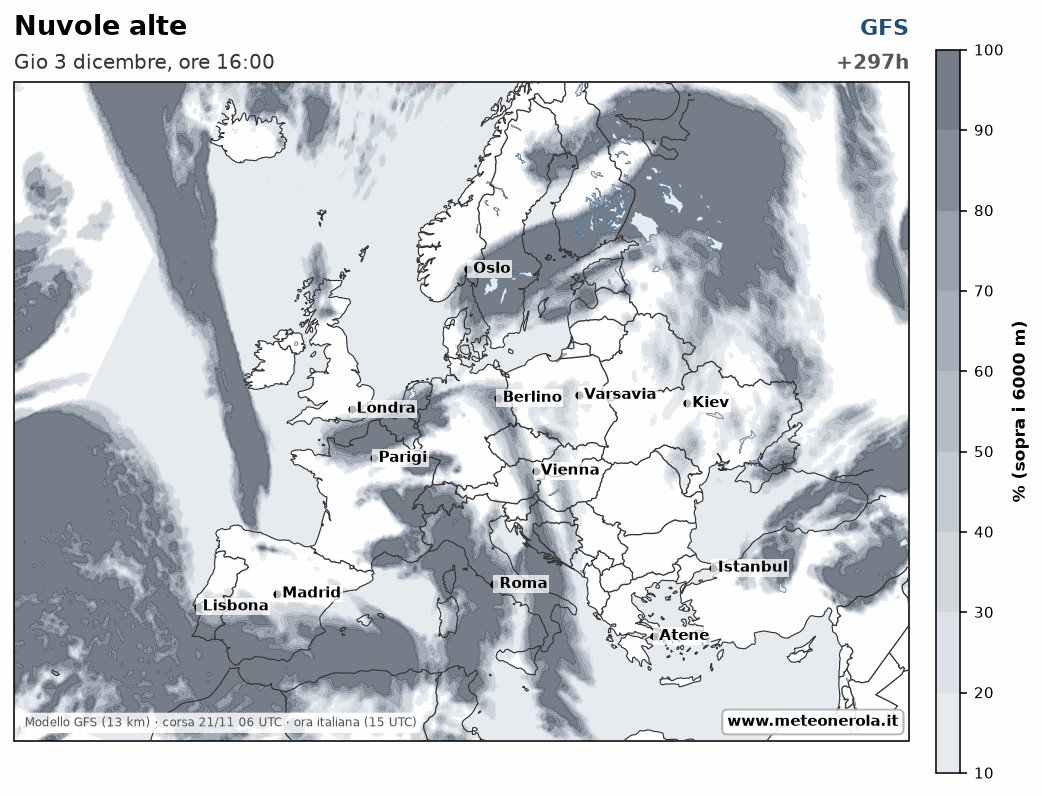 Nuvole alte
GFS
Gio 3 dicembre, ore 16:00
+297h
100
90
80
70
60
50
40
30
20
10
% (sopra i 6000 m)
Oslo
Londra
Berlino
Varsavia
Kiev
Parigi
Vienna
Madrid
Lisbona
Roma
Istanbul
Atene
Modello GFS (13 km) · corsa 21/11 06 UTC · ora italiana (15 UTC)
www.meteonerola.it